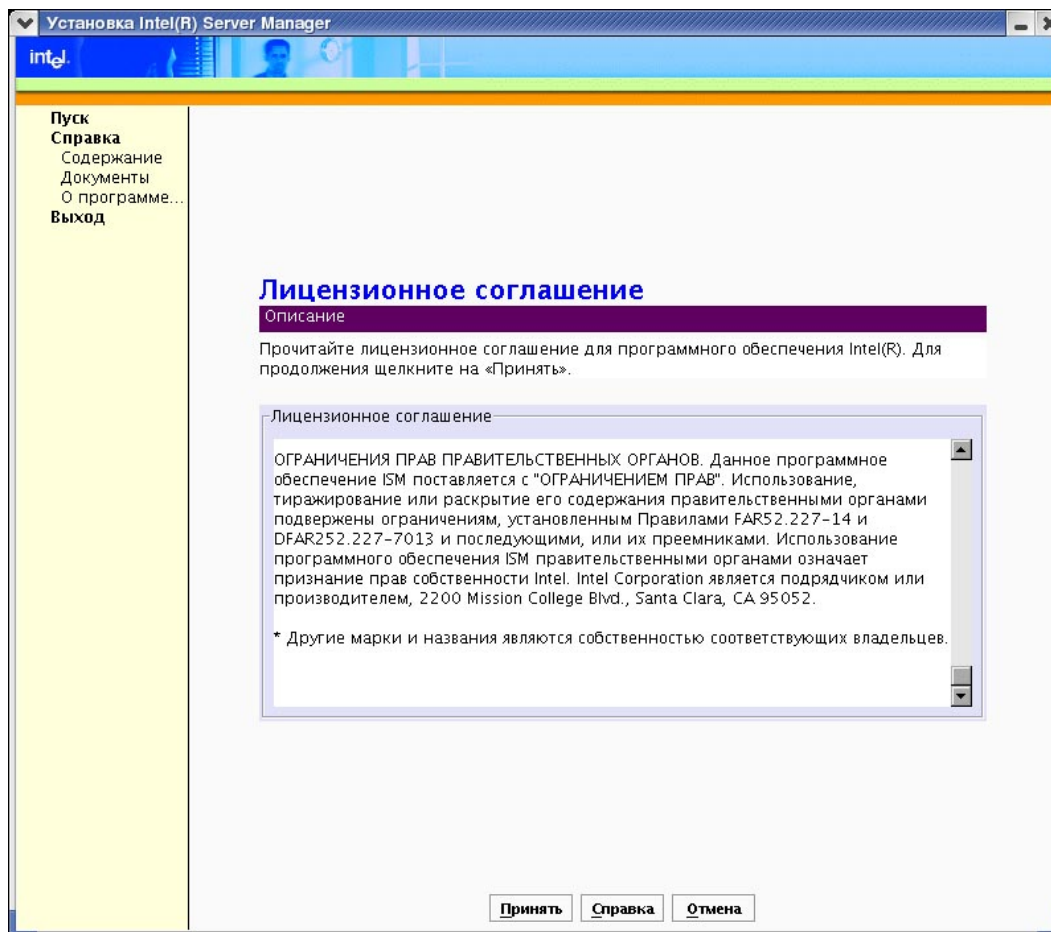 Установка Intel(R) Server Manager
intel.
Пуск
Справка
Содержание
Документы
О программе...
Выход
Лицензионное соглашение
Описание
Прочитайте лицензионное соглашение для программного обеспечения Intel(R). Для
продолжения щелкните на «Принять».
Лицензионное соглашение
ОГРАНИЧЕНИЯ ПРАВ ПРАВИТЕЛЬСТВЕННЫХ ОРГАНОВ. Данное программное
обеспечение ISM поставляется с "ОГРАНИЧЕНИЕМ ПРАВ". Использование,
тиражирование или раскрытие его содержания правительственными органами
подвержены ограничениям, установленным Правилами FAR52.227-14 и
DFAR252.227-7013 и последующими, или их преемниками. Использование
программного обеспечения ISM правительственными органами означает
признание прав собственности Intel. Intel Corporation является подрядчиком или
производителем, 2200 Mission College Blvd., Santa Clara, CA 95052.
* Другие марки и названия являются собственностью соответствующих владельцев.
Принять Справка Отмена